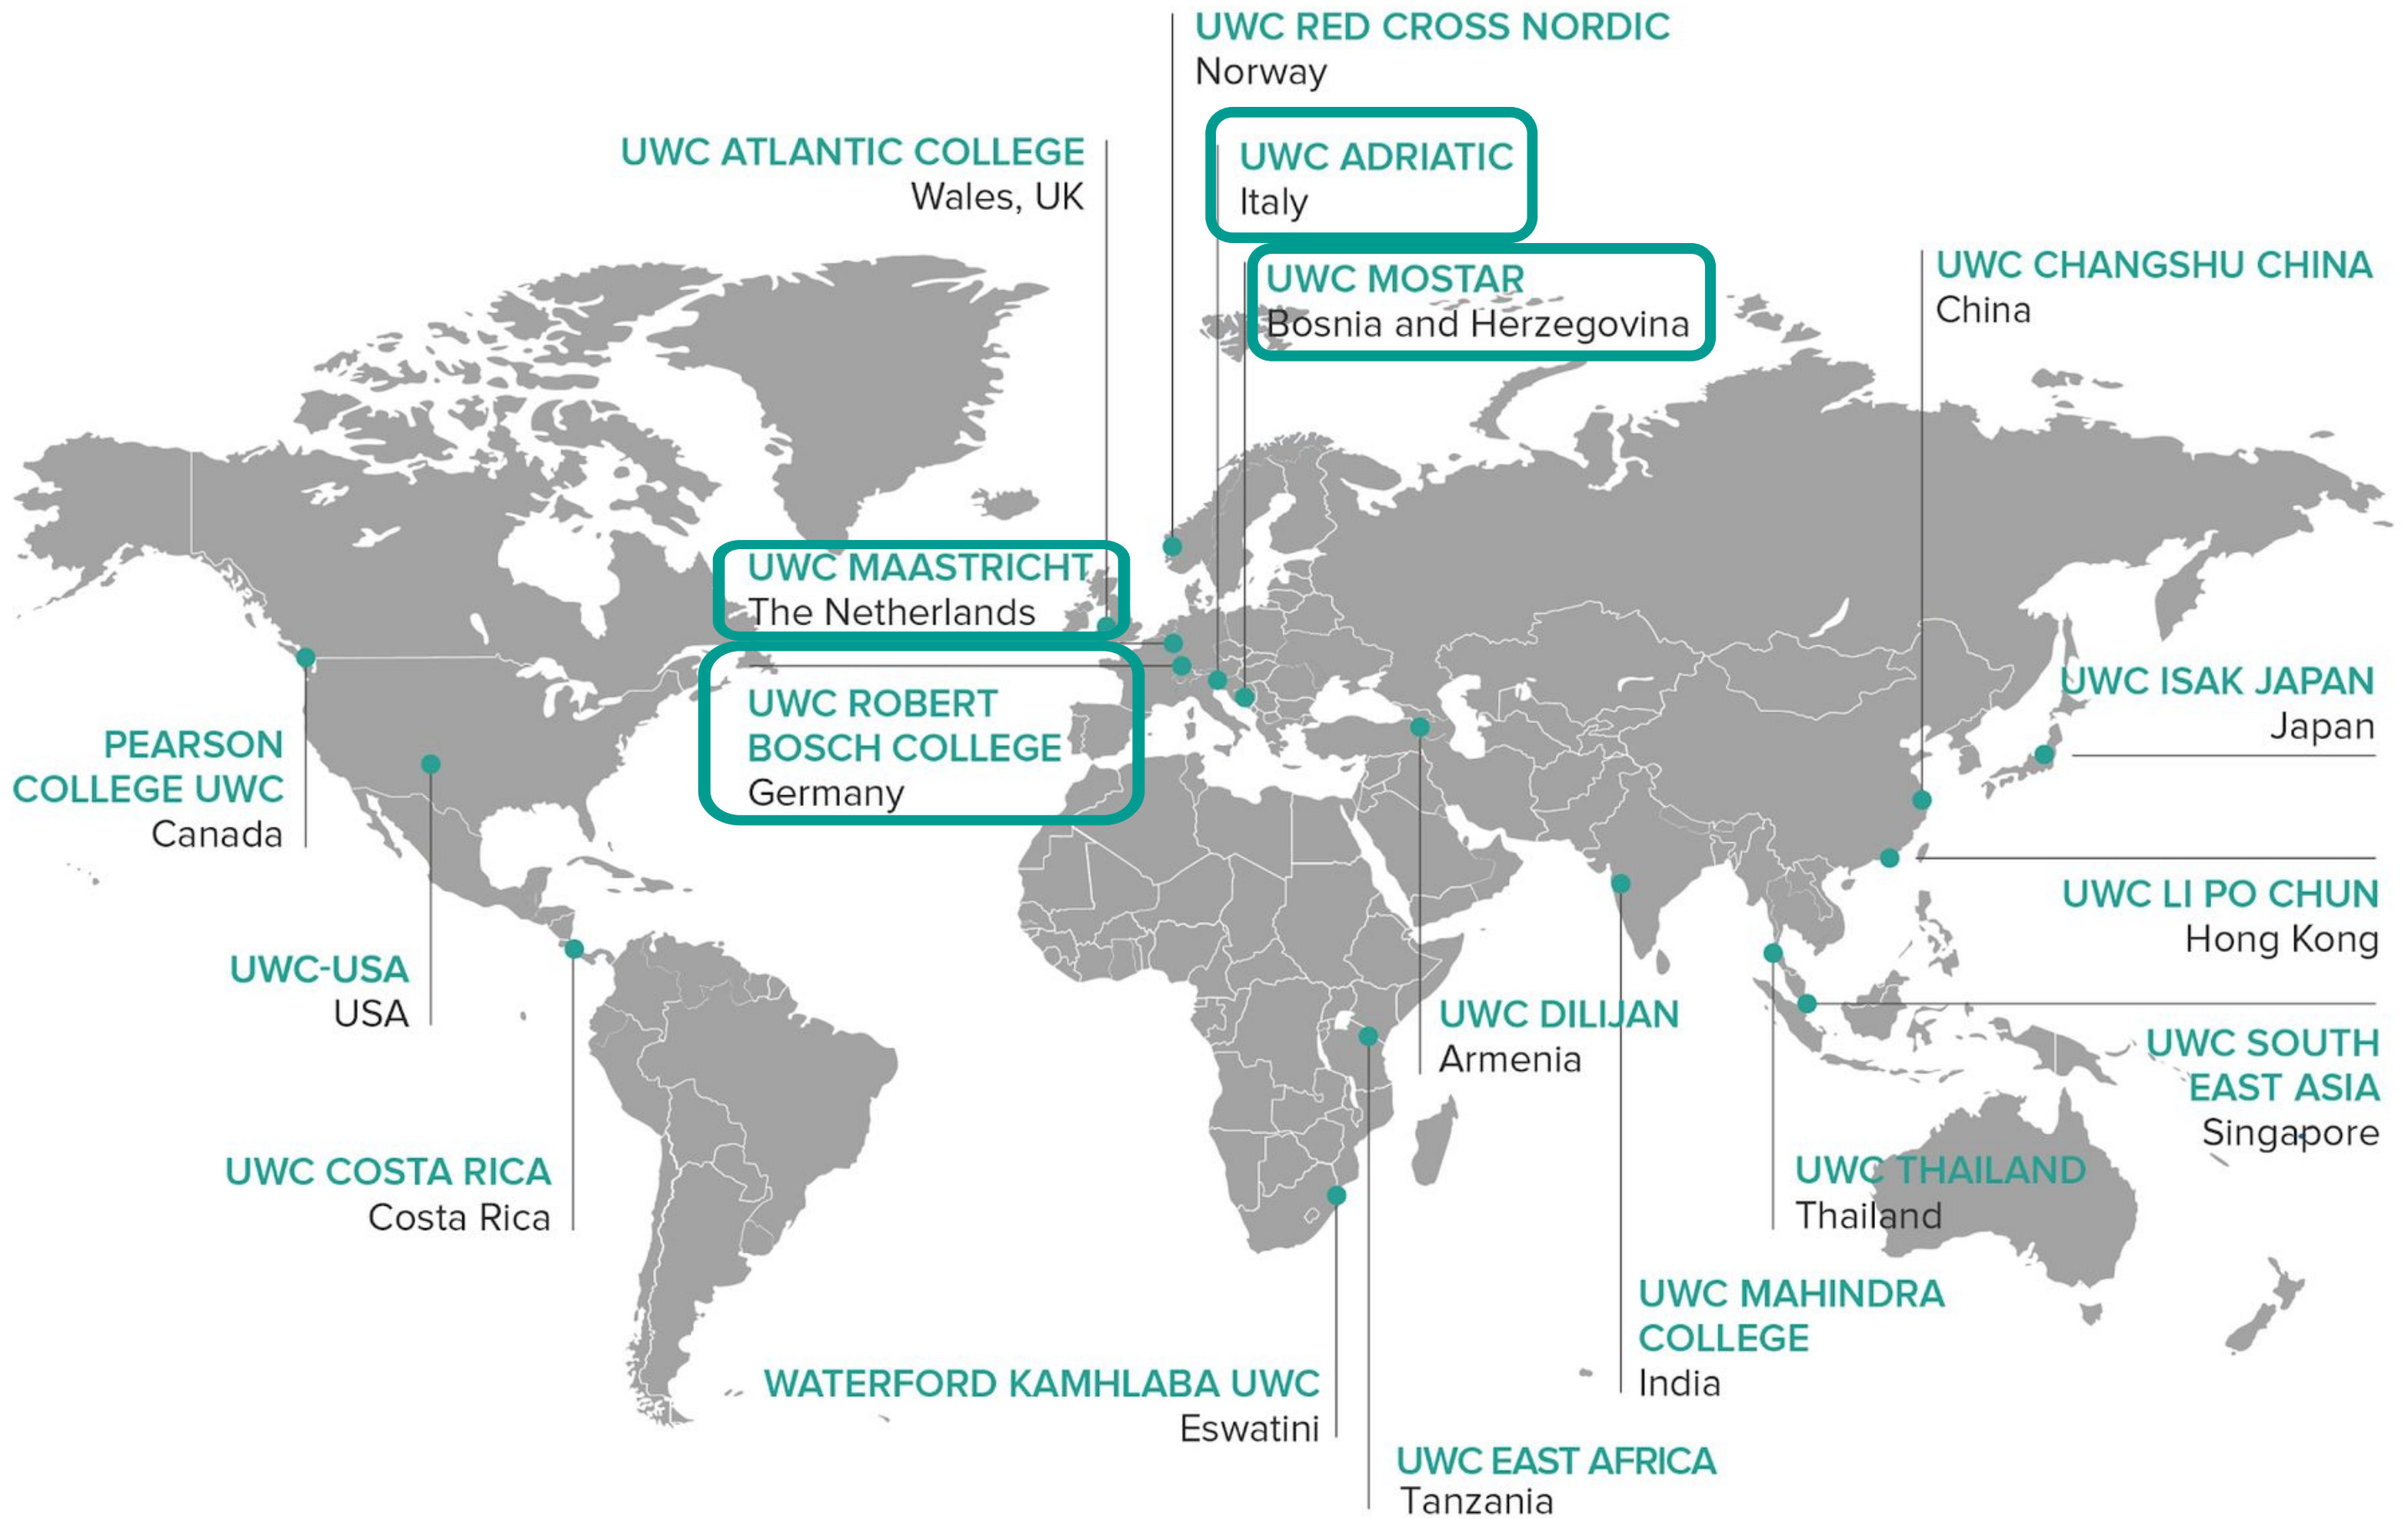 UWC RED CROSS NORDIC
Norway
UWC ATLANTIC COLLEGE
Wales, UK
UWC ADRIATIC
Italy
UWC MOSTAR
Bosnia and Herzegovina
UWC CHANGSHU CHINA
China
UWC MAASTRICHT
The Netherlands
UWC ROBERT
BOSCH COLLEGE
Germany
UWC ISAK JAPAN
Japan
PEARSON
COLLEGE UWC
Canada
UWC LI PO CHUN
Hong Kong
UWC-USA
USA
UWC DILIJAN
Armenia
UWC SOUTH
EAST ASIA
Singapore
UWC COSTA RICA
Costa Rica
UWC THAILAND
Thailand
UWC MAHINDRA
COLLEGE
India
WATERFORD KAMHLABA UWC
Eswatini
UWC EAST AFRICA
Tanzania